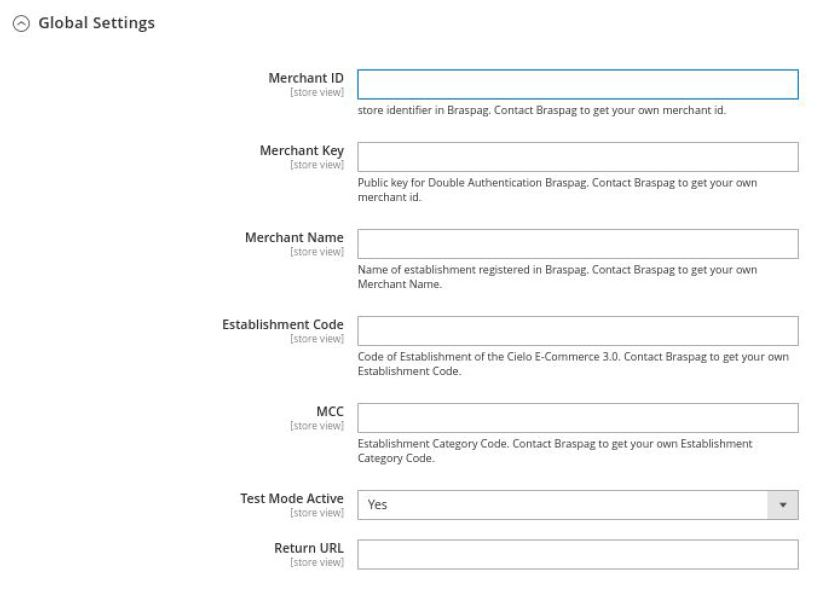 Global Settings
Merchant ID
[store view]
store identifier in Braspag. Contact Braspag to get your own merchant id.
Merchant Key
[store view]
Public key for Double Authentication Braspag. Contact Braspag to get your own
merchant id.
Merchant Name
[store view]
Name of establishment registered in Braspag. Contact Braspag to get your own
Merchant Name.
Establishment Code
[store view]
Code of Establishment of the Cielo E-Commerce 3.0. Contact Braspag to get your own
Establishment Code.
MCC
[store view]
Establishment Category Code. Contact Braspag to get your own Establishment
Category Code.
Test Mode Active
[store view]
Yes
Return URL
[store view]